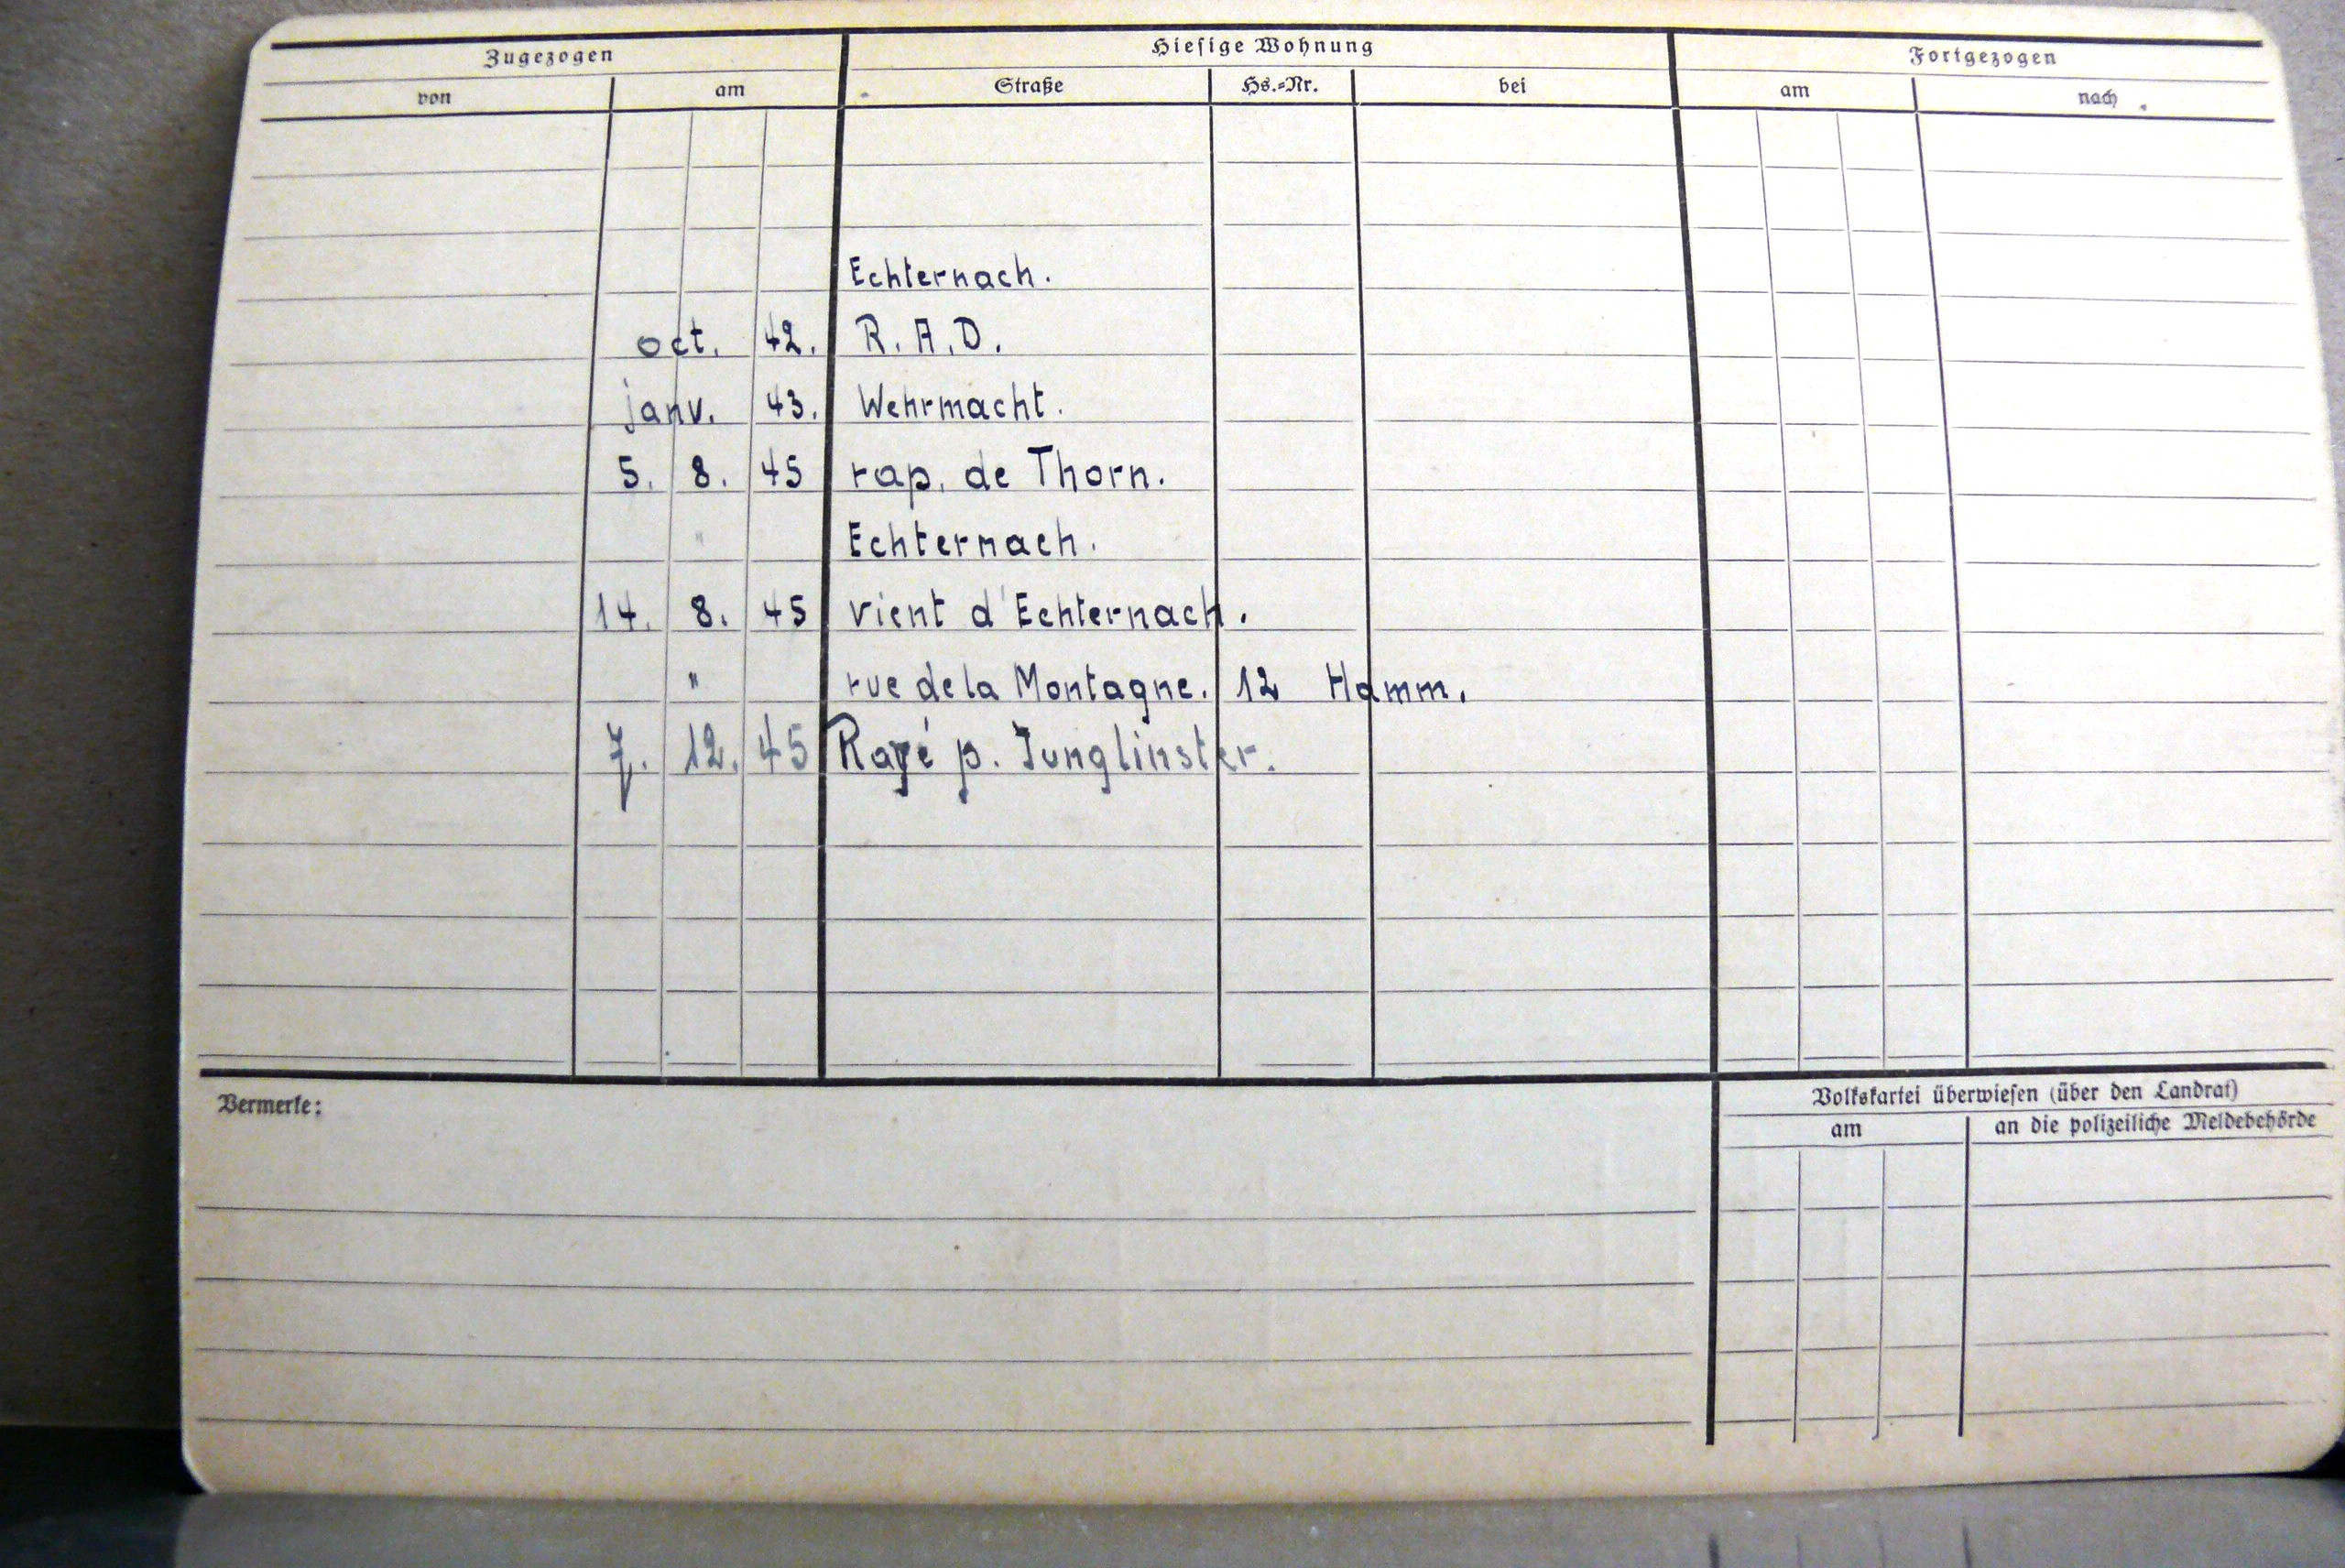 Zugezogen Hiesige Wohnung Fortgezogen
von am Straße Hs.-Nr. bei am nach
Echternach.
oct. 42. R.A.D.
janv. 43. Wehrmacht.
5. 8. 45 rap. de Thorn.
" Echternach.
14. 8. 45 vient d'Echternach.
" rue de la Montagne. 12 Hamm.
7. 12. 45 Rayé p. Junglinster.
Vermerke: Volkskartei überwiesen (über den Landrat)
am an die polizeiliche Meldebehörde